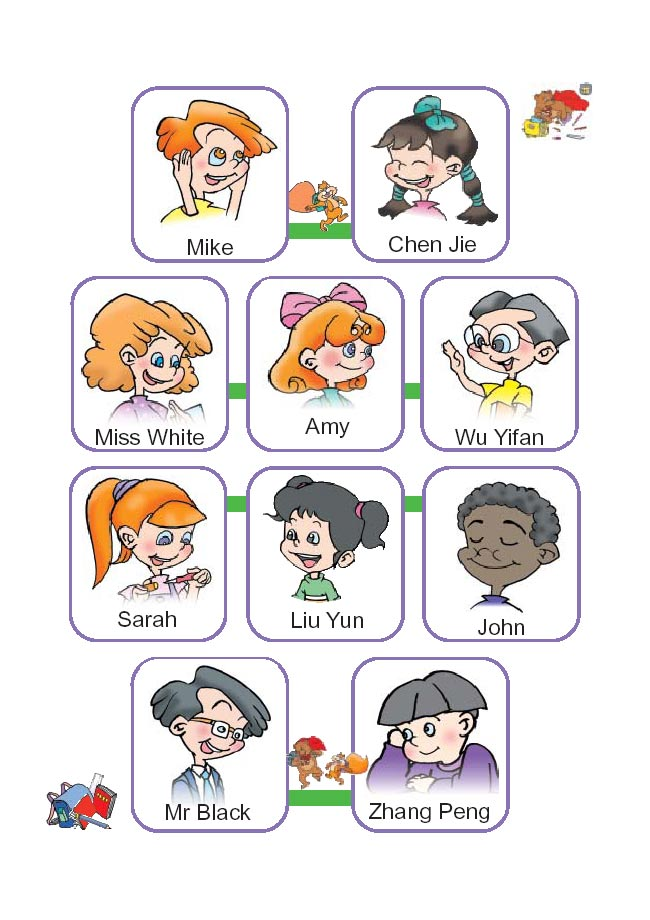 Mike
Chen Jie
Miss White
Amy
Wu Yifan
Sarah
Liu Yun
John
Mr Black
Zhang Peng